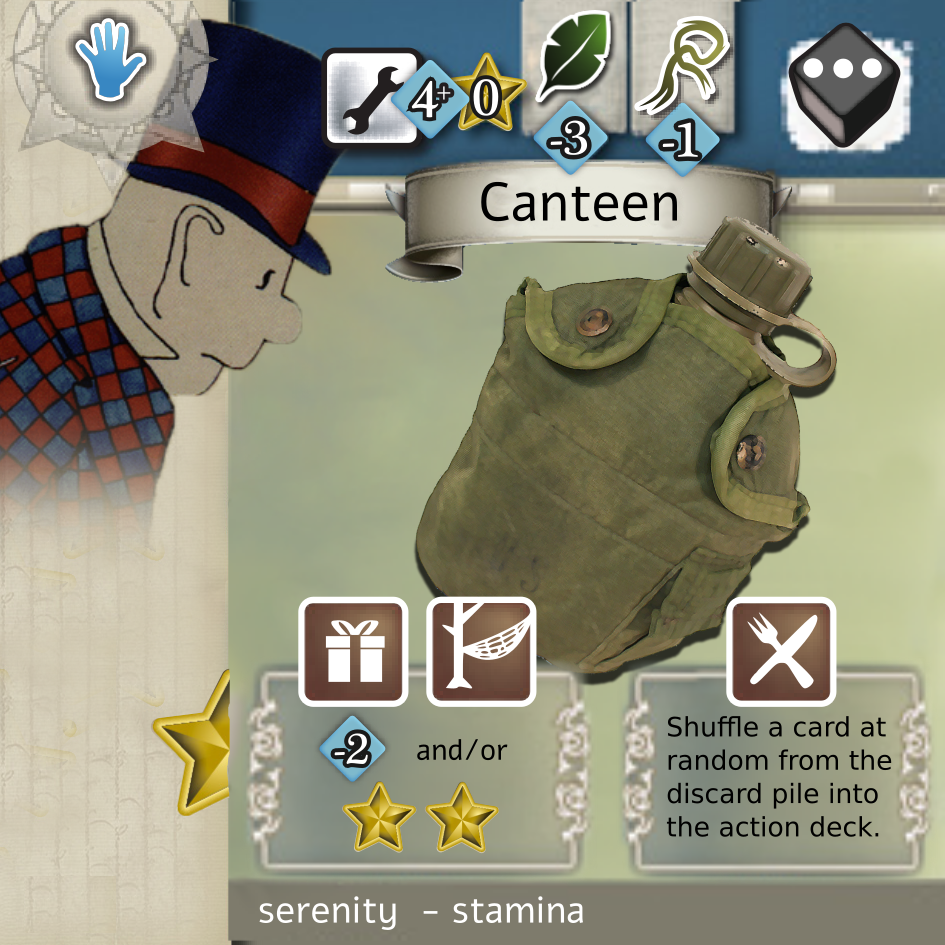 4+ 0 -3 -1
Canteen
-2 and/or
Shuffle a card at
random from the
discard pile into
the action deck.
serenity - stamina